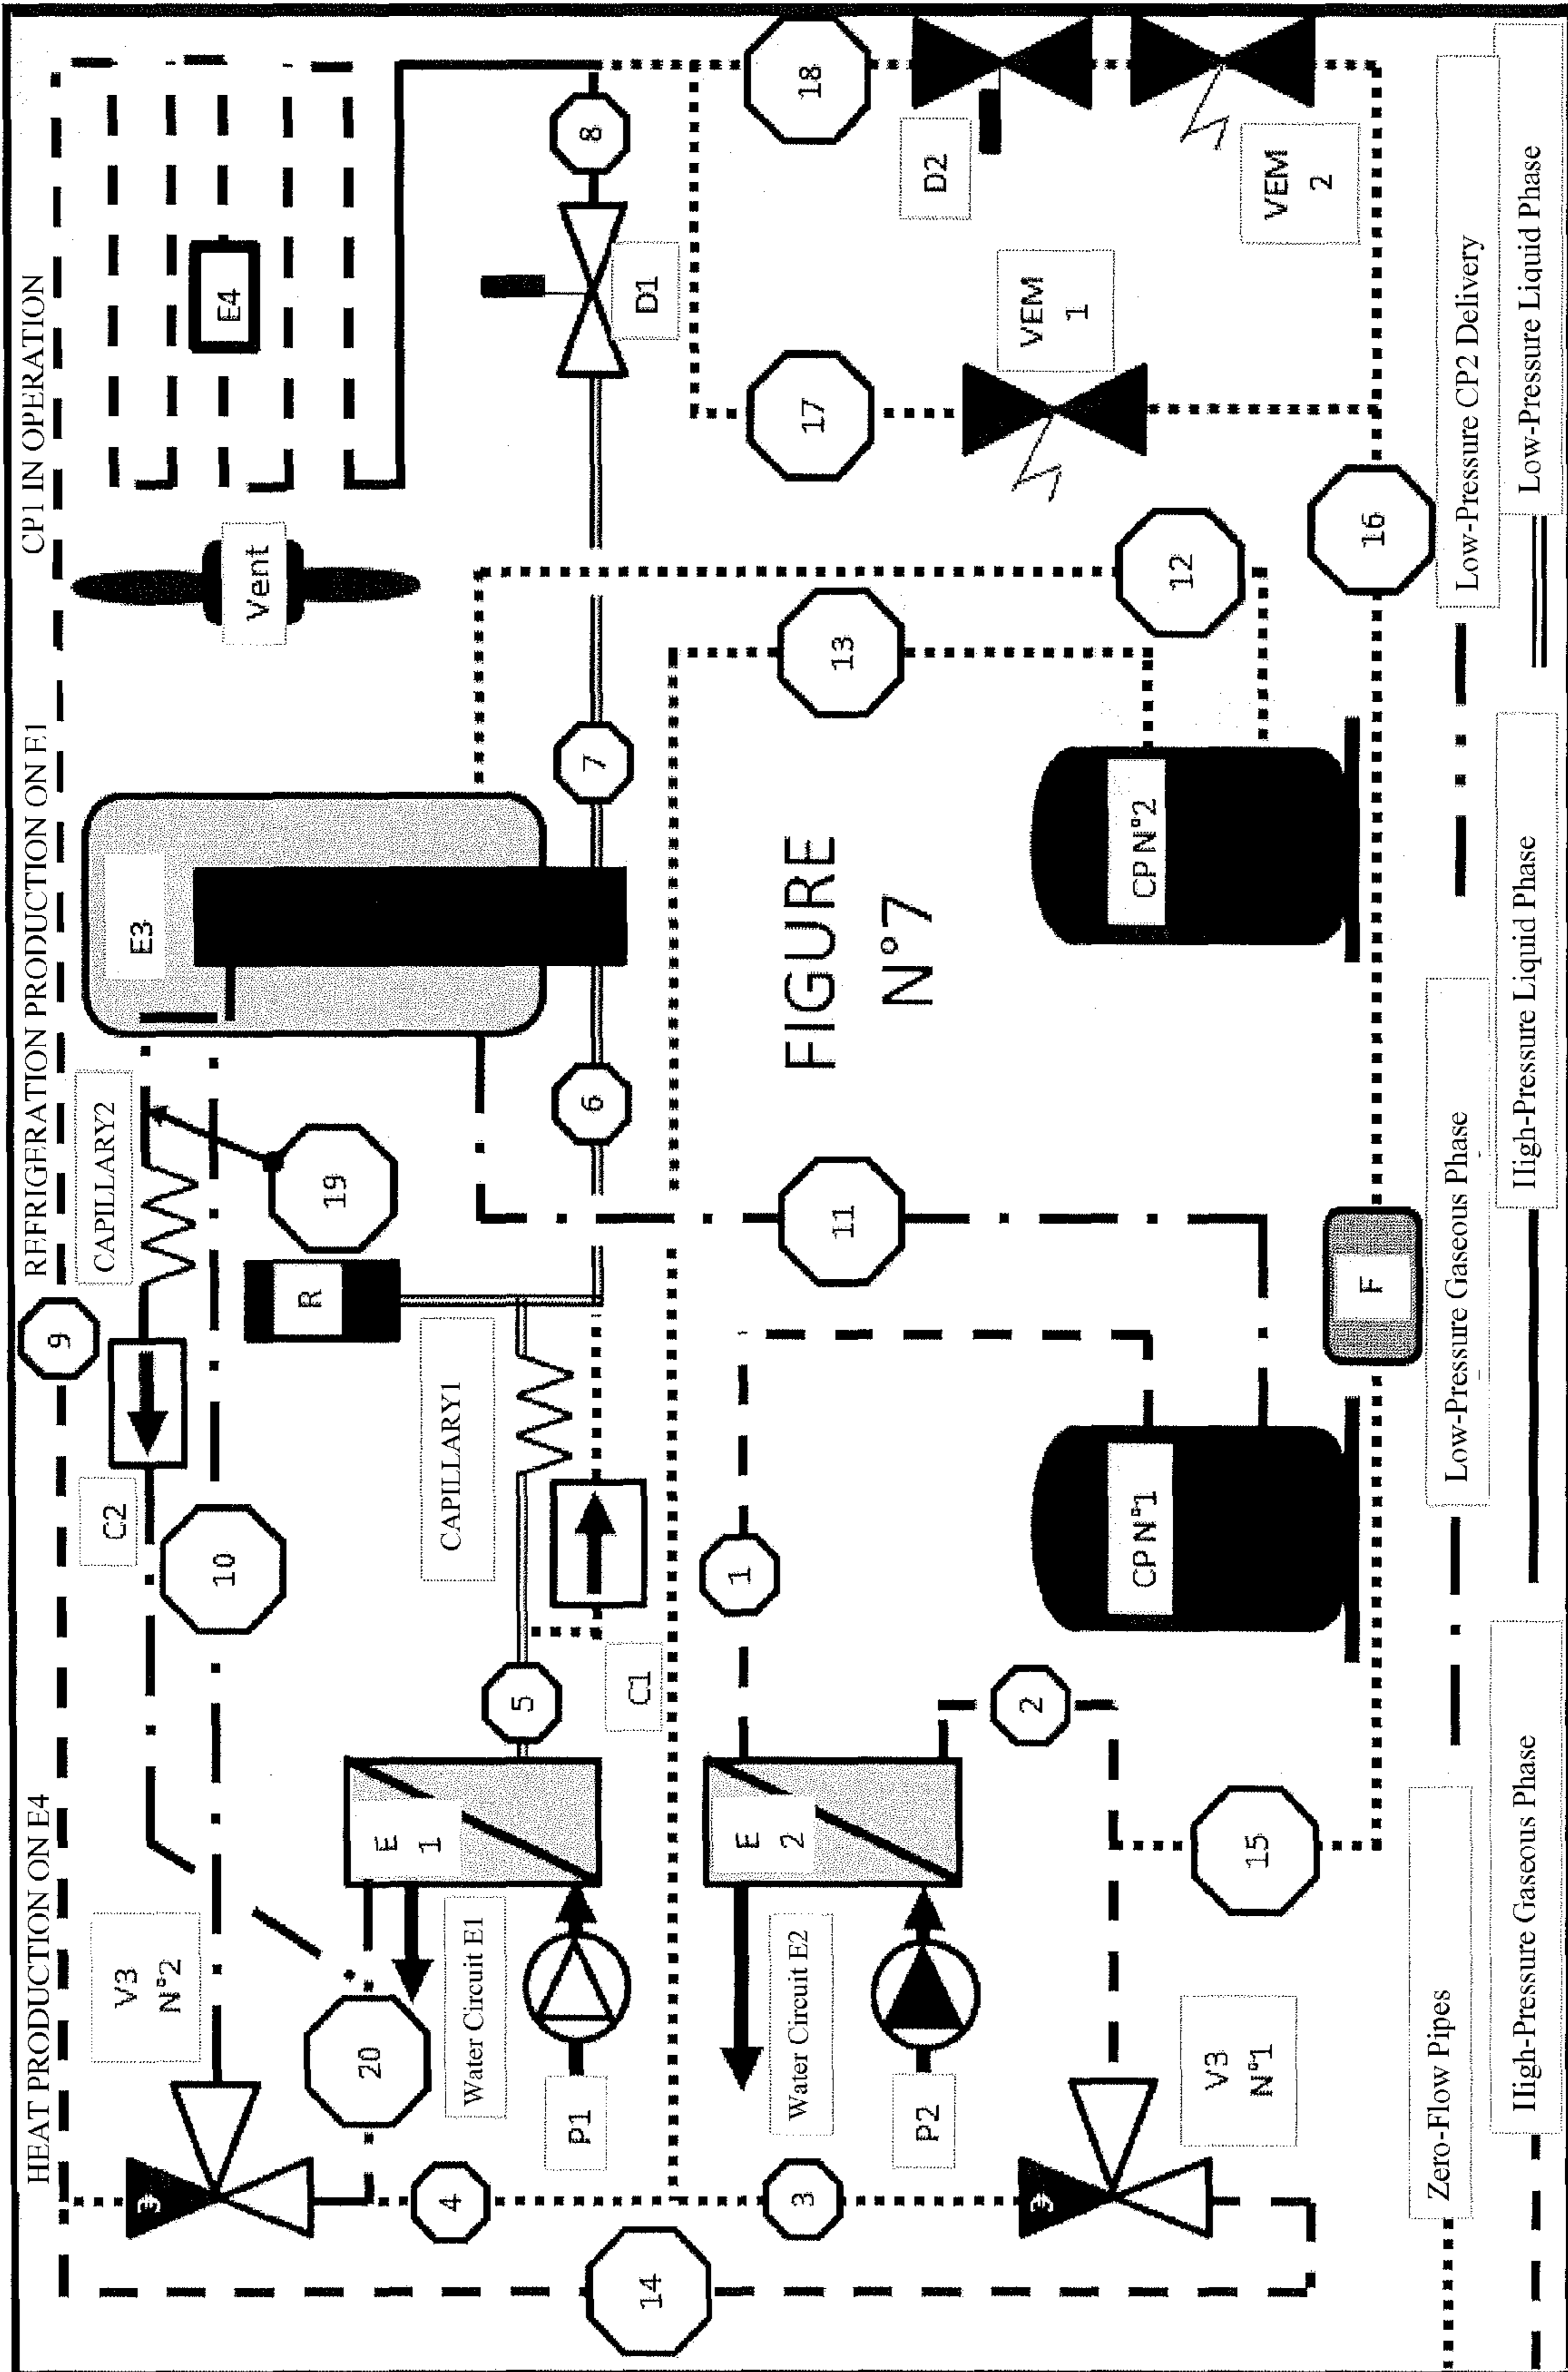 HEAT PRODUCTION ON E4
REFRIGERATION PRODUCTION ON E1
CP1 IN OPERATION
9
C2
CAPILLARY2
E3
Vent
E4
V3
N°2
3
10
19
R
20
E
1
Water Circuit E1
P1
4
5
CAPILLARY1
C1
6
7
D1
8
14
3
E
2
Water Circuit E2
P2
1
2
11
FIGURE
N°7
13
12
17
18
VEM
1
D2
VEM
2
3
V3
N°1
15
CP N°1
CP N°2
F
16
Zero-Flow Pipes
Low-Pressure Gaseous Phase
Low-Pressure CP2 Delivery
High-Pressure Gaseous Phase
High-Pressure Liquid Phase
Low-Pressure Liquid Phase